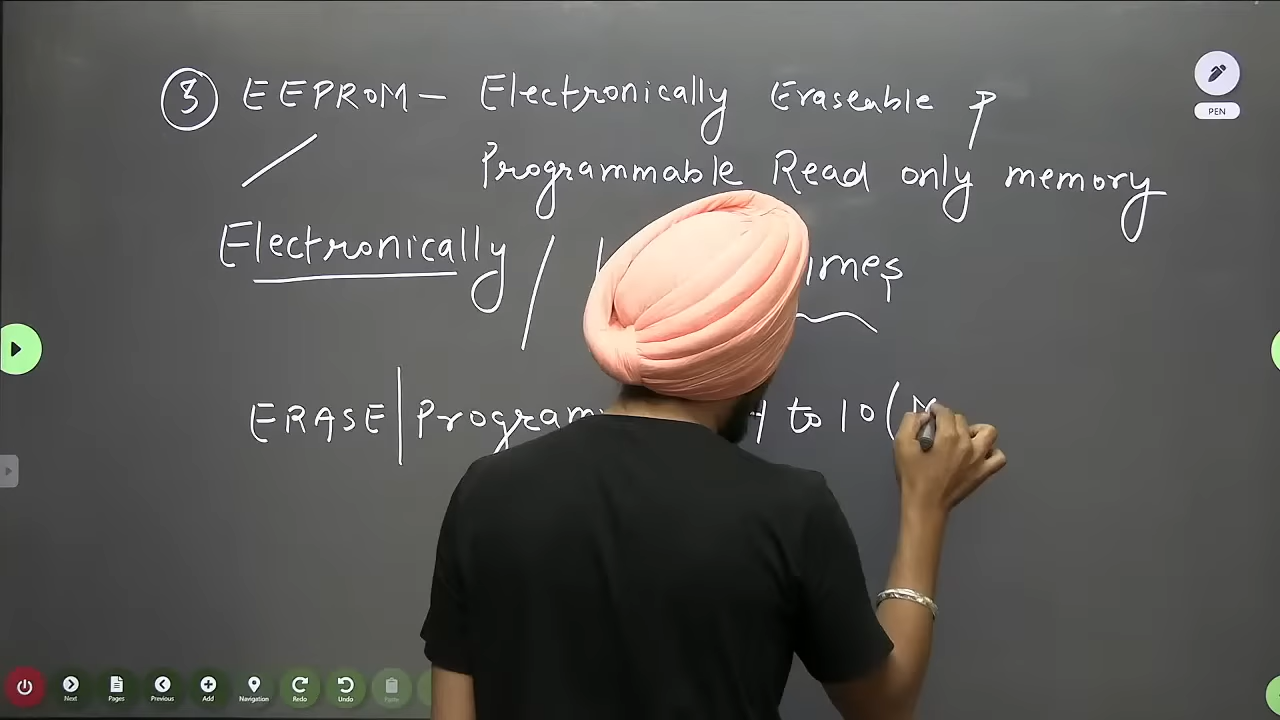 3 EEPROM - Electronically Eraseable
Programmable Read only memory
PEN
Electronically /
ERASE | Program to 10 (
Next
Pages
Previous
Add
Navigation
Redo
Undo